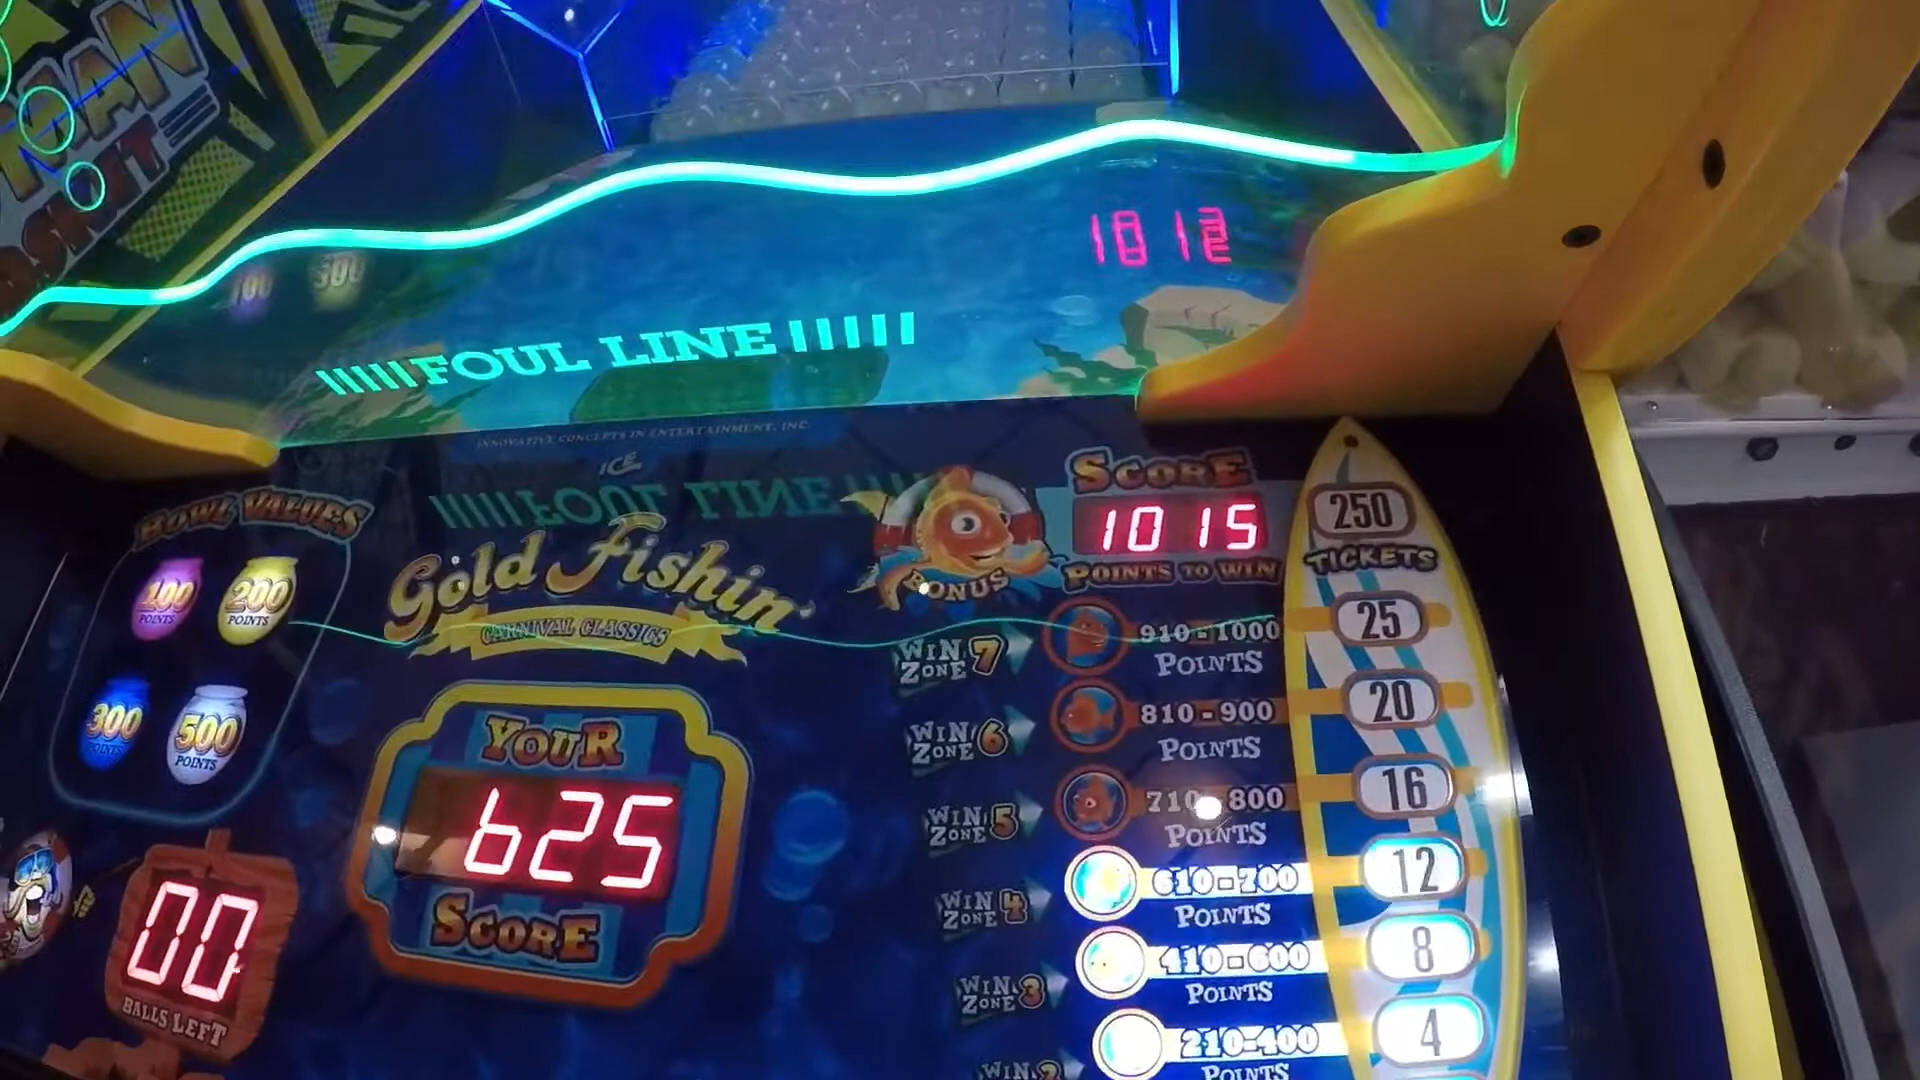 100 300
1012
FOUL LINE
INNOVATIVE CONCEPTS IN ENTERTAINMENT, INC.
ICE
FOUL LINE
BOWL VALUES
100 POINTS
200 POINTS
300 POINTS
500 POINTS
Gold Fishin'
CARNIVAL CLASSICS
BONUS
SCORE
1015
POINTS TO WIN
250
TICKETS
WIN ZONE 7
910-1000
POINTS
25
WIN ZONE 6
810-900
POINTS
20
WIN ZONE 5
710-800
POINTS
16
WIN ZONE 4
610-700
POINTS
12
WIN ZONE 3
410-600
POINTS
8
WIN 2
210-400
POINTS
4
YOUR
625
SCORE
00
BALLS LEFT